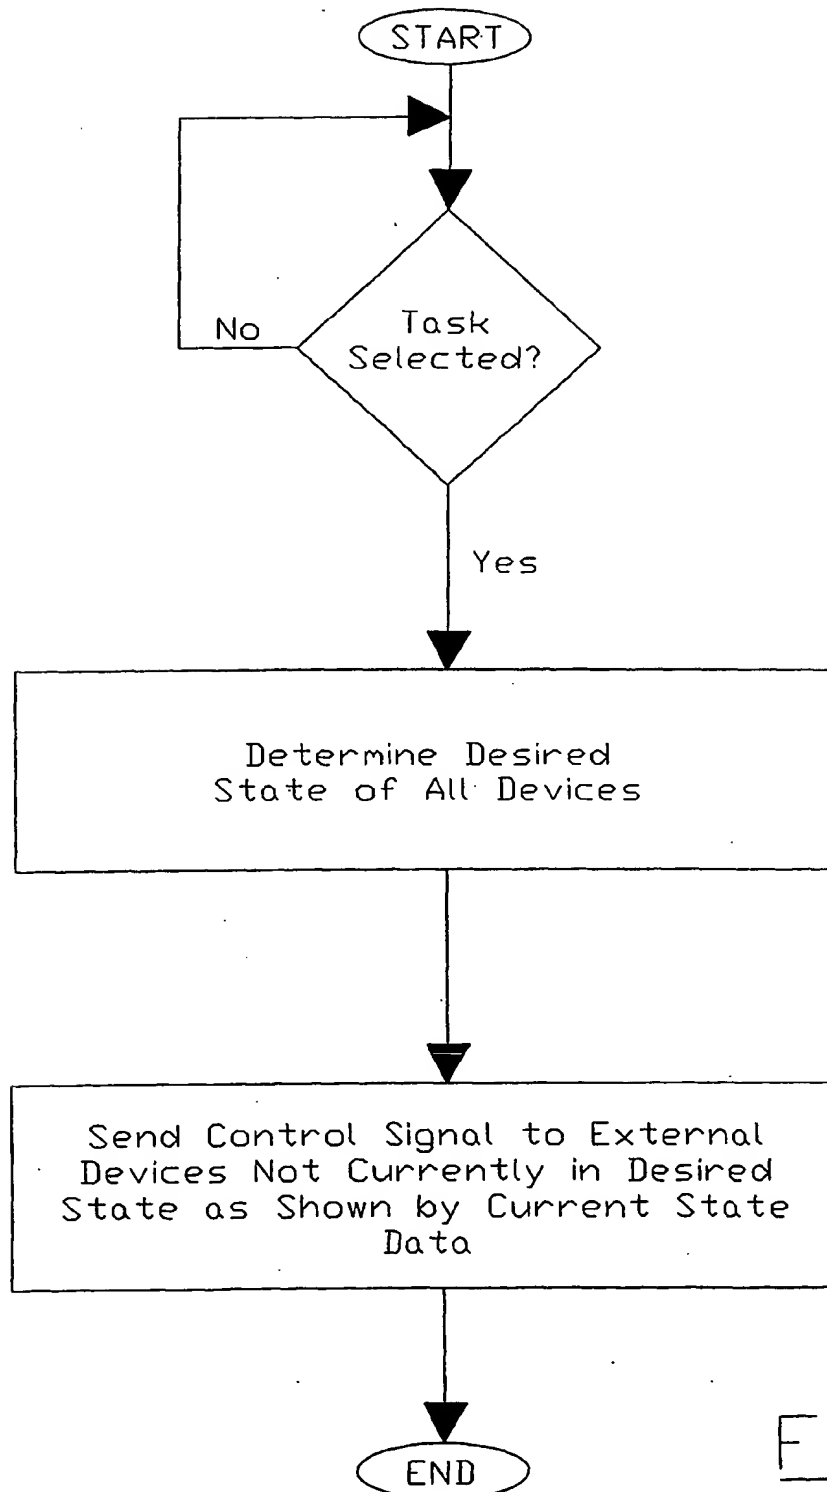 START
No
Task
Selected?
Yes
Determine Desired
State of All Devices
Send Control Signal to External
Devices Not Currently in Desired
State as Shown by Current State
Data
F
END